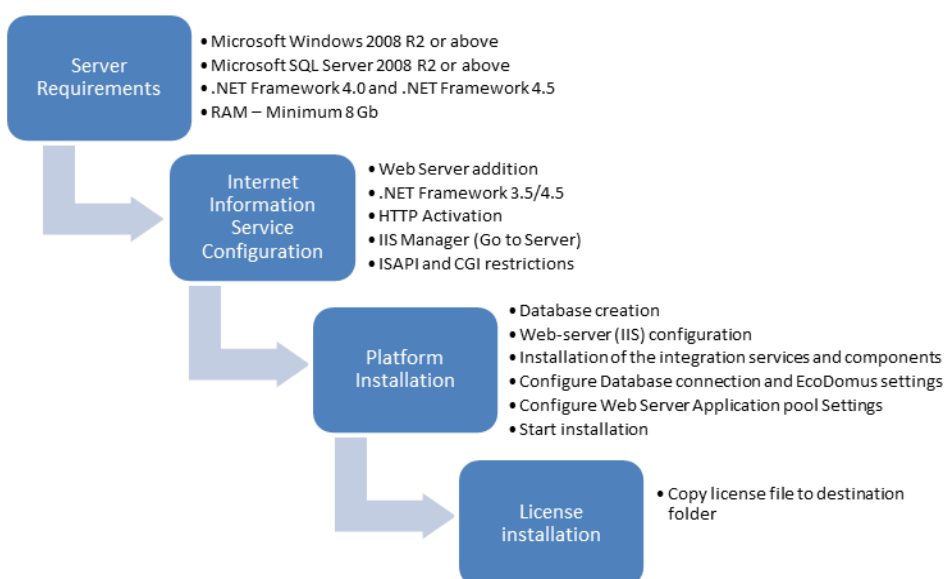 Server
Requirements
• Microsoft Windows 2008 R2 or above
• Microsoft SQL Server 2008 R2 or above
• .NET Framework 4.0 and .NET Framework 4.5
• RAM – Minimum 8 Gb
Internet
Information
Service
Configuration
• Web Server addition
• .NET Framework 3.5/4.5
• HTTP Activation
• IIS Manager (Go to Server)
• ISAPI and CGI restrictions
Platform
Installation
• Database creation
• Web-server (IIS) configuration
• Installation of the integration services and components
• Configure Database connection and EcoDomus settings
• Configure Web Server Application pool Settings
• Start installation
License
installation
• Copy license file to destination
folder